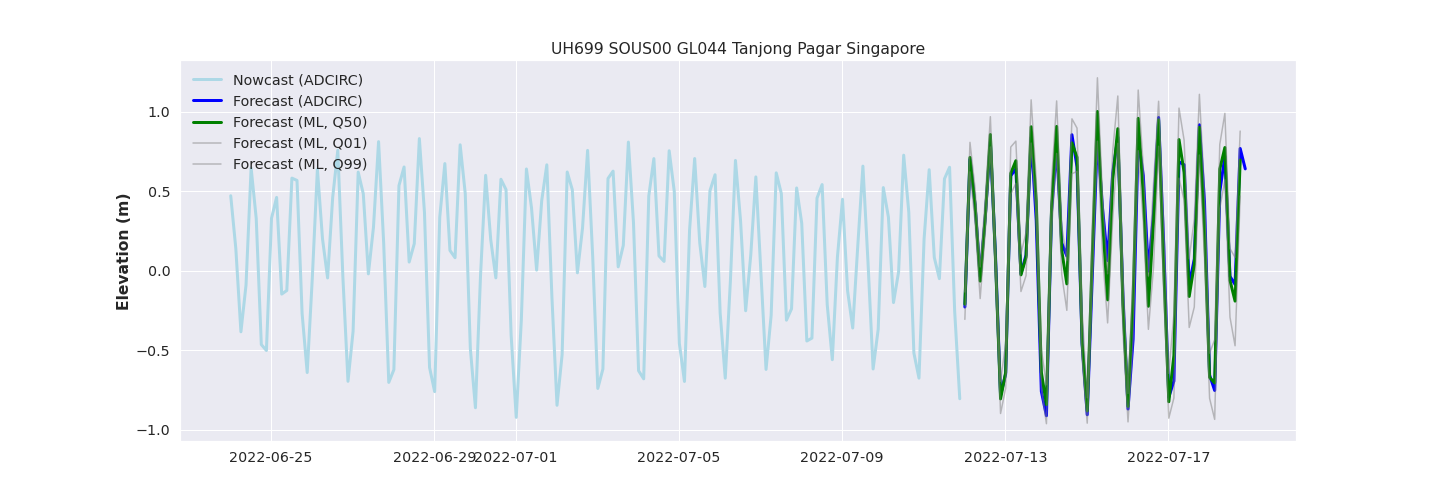 UH699 SOUS00 GL044 Tanjong Pagar Singapore
Nowcast (ADCIRC)
Forecast (ADCIRC)
Forecast (ML, Q50)
Forecast (ML, Q01)
Forecast (ML, Q99)
Elevation (m)
1.0
0.5
0.0
−0.5
−1.0
2022-06-25 2022-06-29 2022-07-01 2022-07-05 2022-07-09 2022-07-13 2022-07-17